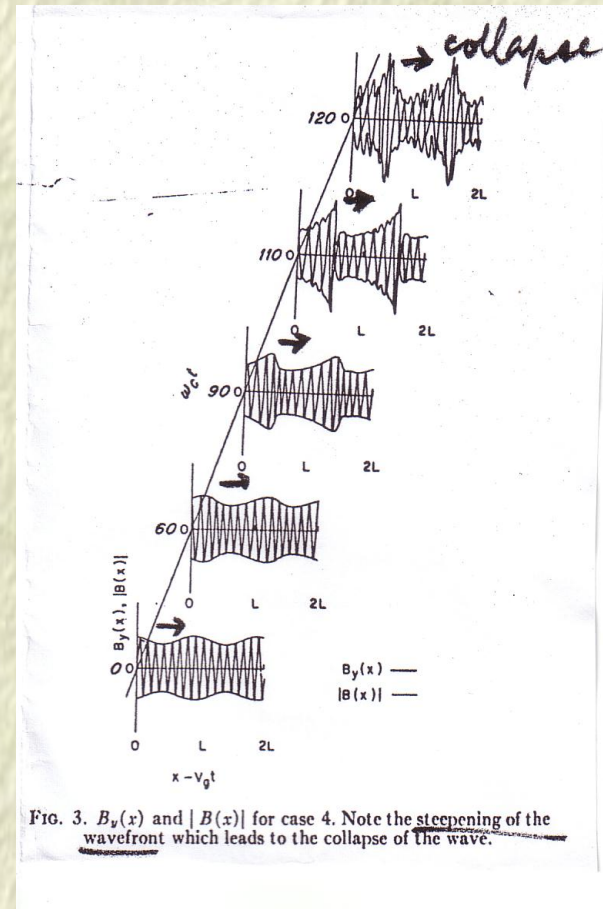 collapse
120 0
0 L 2L
110 0
0 L 2L
ωct
90 0
0 L 2L
60 0
0 L 2L
By(x), |B(x)|
0 0
By(x) —
|B(x)| —
0 L 2L
x – Vgt
FIG. 3. By(x) and | B(x)| for case 4. Note the steepening of the
wavefront which leads to the collapse of the wave.